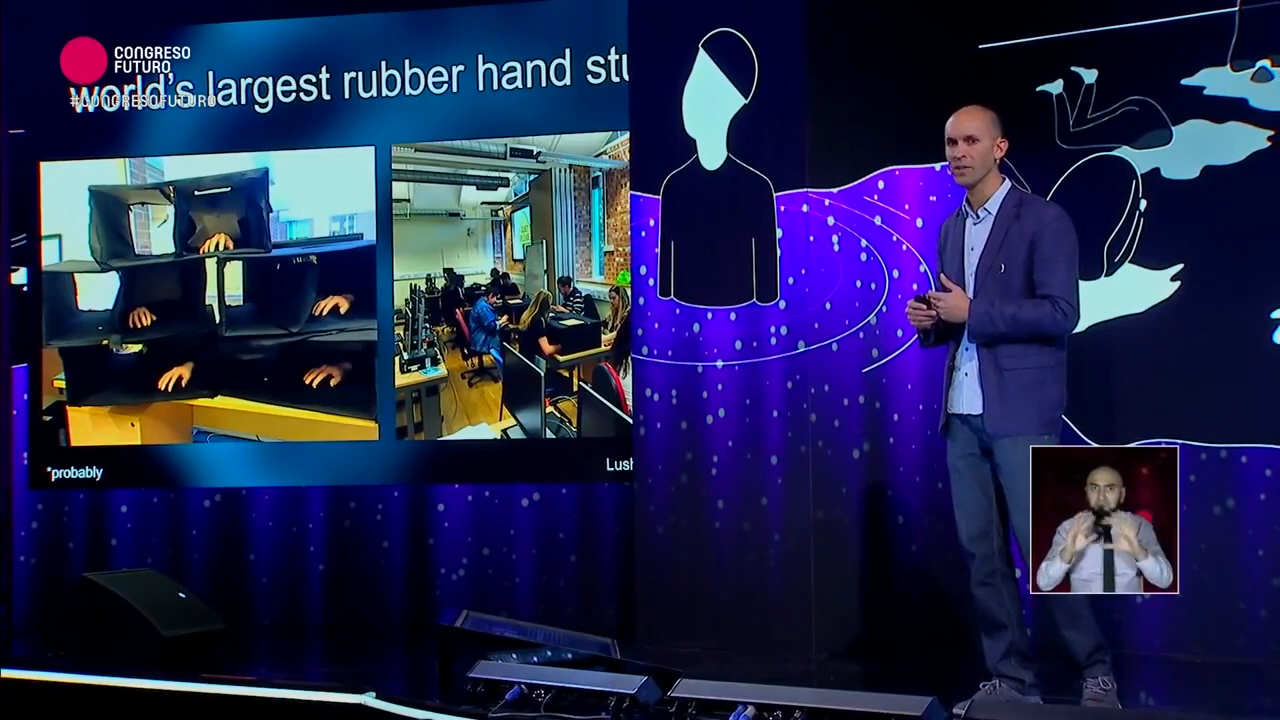 CONGRESO
FUTURO
#CONGRESOFUTURO
world's largest rubber hand stu
*probably
Lush